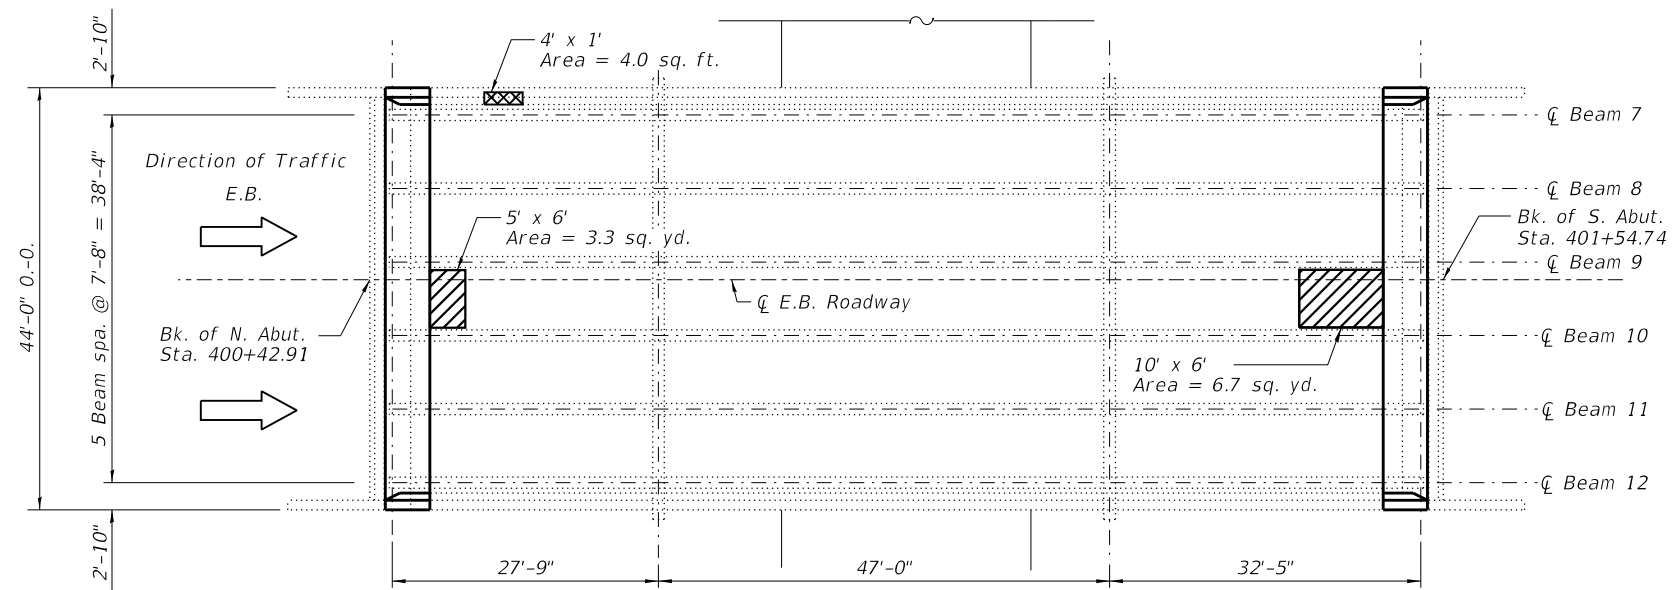 2'-10"
4' x 1'
Area = 4.0 sq. ft.
℄ Beam 7
Direction of Traffic
E.B.
℄ Beam 8
5' x 6'
Area = 3.3 sq. yd.
Bk. of S. Abut.
Sta. 401+54.74
℄ Beam 9
44'-0" O.-O.
5 Beam spa. @ 7'-8" = 38'-4"
℄ E.B. Roadway
Bk. of N. Abut.
Sta. 400+42.91
℄ Beam 10
10' x 6'
Area = 6.7 sq. yd.
℄ Beam 11
℄ Beam 12
2'-10"
27'-9"
47'-0"
32'-5"